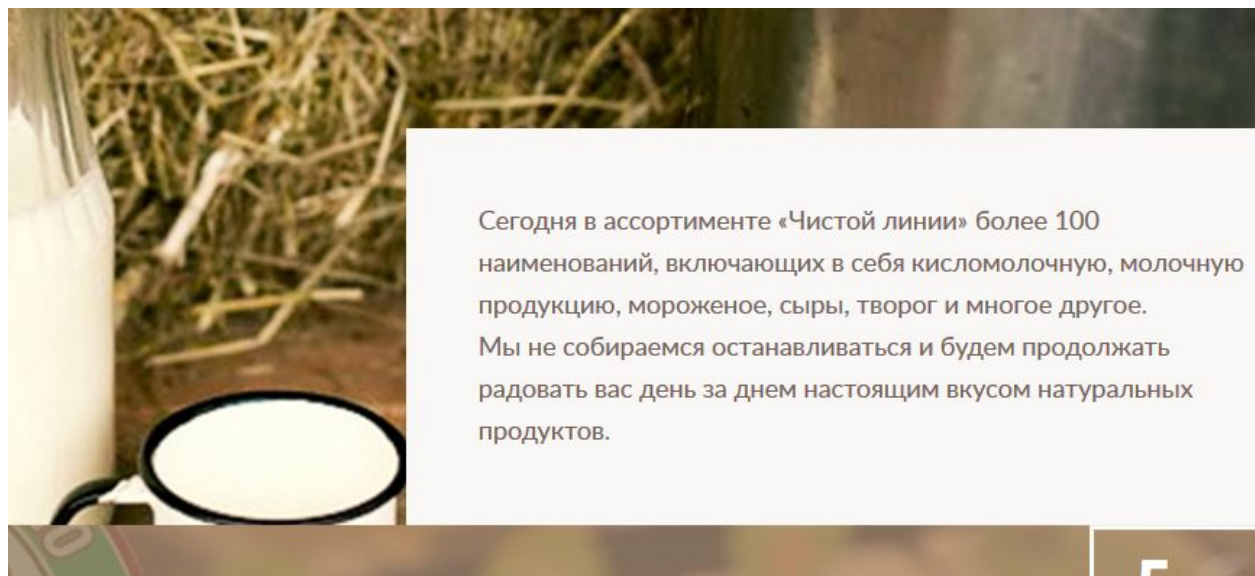 Сегодня в ассортименте «Чистой линии» более 100
наименований, включающих в себя кисломолочную, молочную
продукцию, мороженое, сыры, творог и многое другое.
Мы не собираемся останавливаться и будем продолжать
радовать вас день за днем настоящим вкусом натуральных
продуктов.